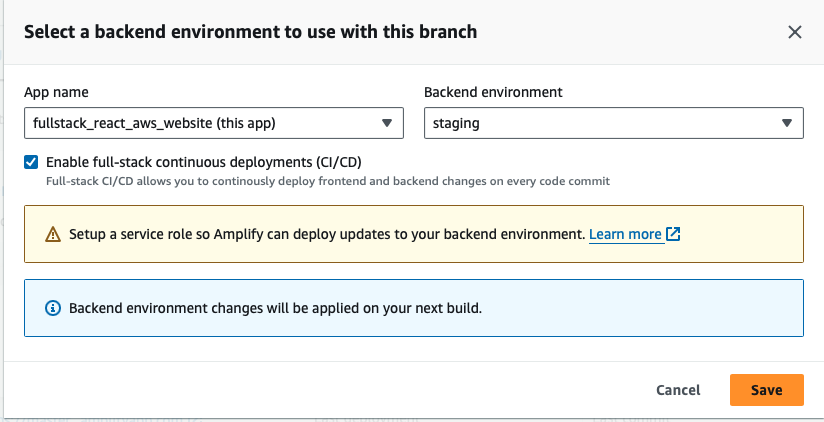 Select a backend environment to use with this branch
App name
Backend environment
fullstack_react_aws_website (this app)
staging
Enable full-stack continuous deployments (CI/CD)
Full-stack CI/CD allows you to continously deploy frontend and backend changes on every code commit
Setup a service role so Amplify can deploy updates to your backend environment. Learn more
Backend environment changes will be applied on your next build.
Cancel
Save